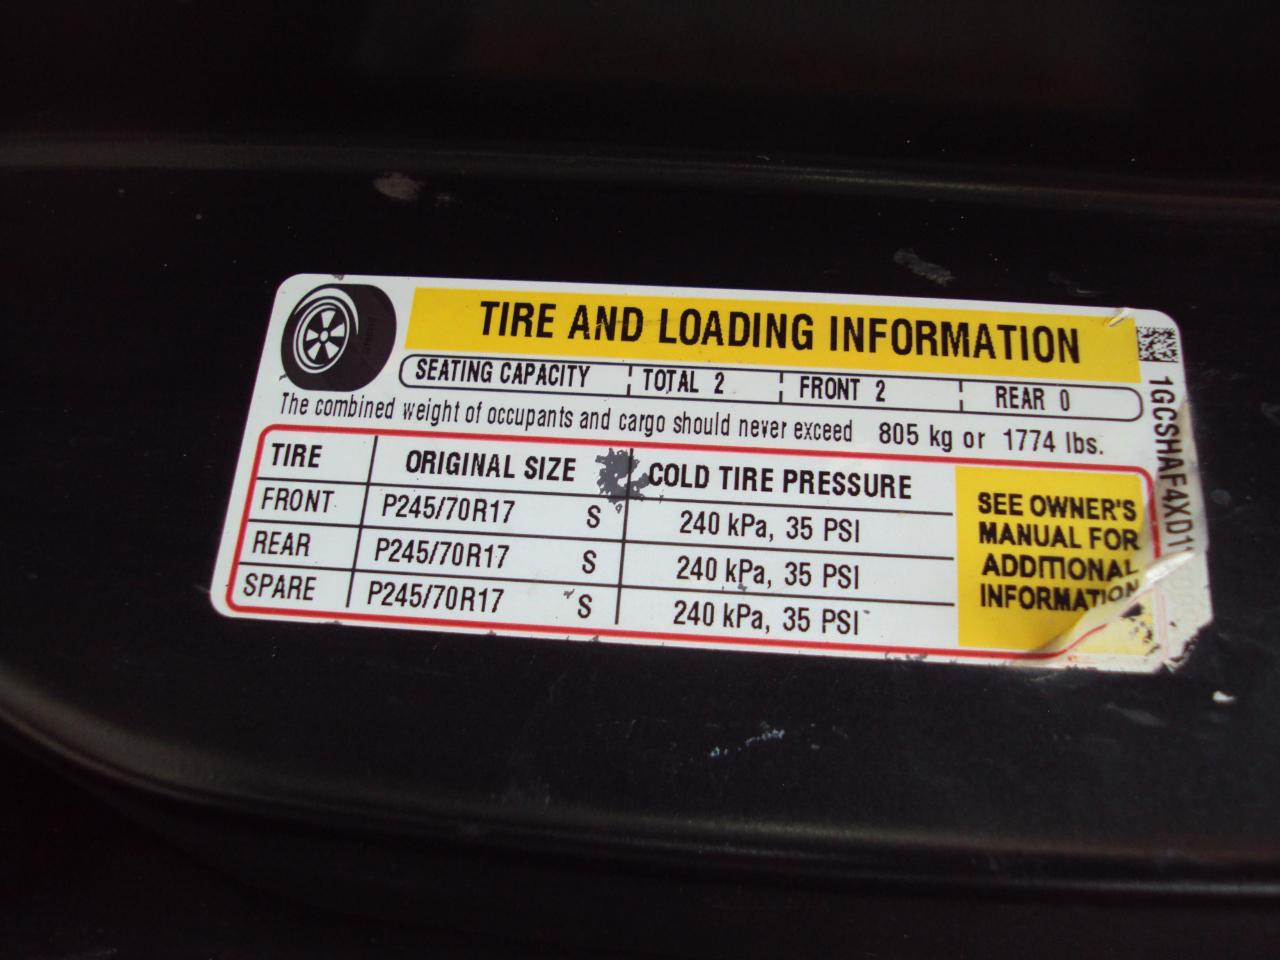 TIRE AND LOADING INFORMATION
SEATING CAPACITY TOTAL 2 FRONT 2 REAR 0
The combined weight of occupants and cargo should never exceed 805 kg or 1774 lbs.
TIRE ORIGINAL SIZE COLD TIRE PRESSURE
FRONT P245/70R17 S 240 kPa, 35 PSI
REAR P245/70R17 S 240 kPa, 35 PSI
SPARE P245/70R17 S 240 kPa, 35 PSI
SEE OWNER'S
MANUAL FOR
ADDITIONAL
INFORMATION
1GCSHAF4XD1